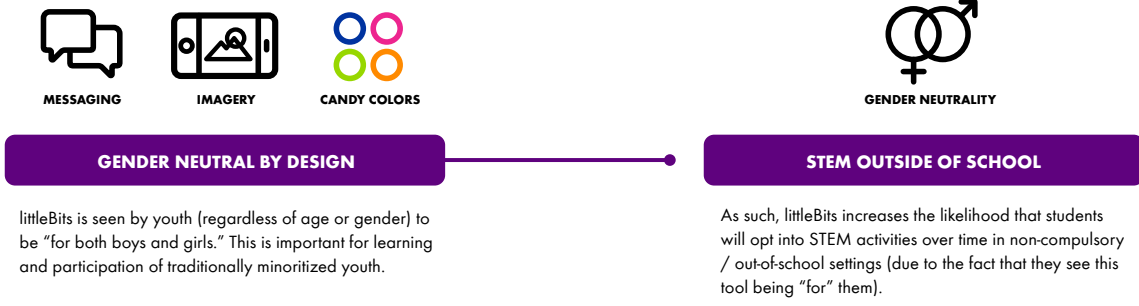 MESSAGING
IMAGERY
CANDY COLORS
GENDER NEUTRALITY
GENDER NEUTRAL BY DESIGN
STEM OUTSIDE OF SCHOOL
littleBits is seen by youth (regardless of age or gender) to
be “for both boys and girls.” This is important for learning
and participation of traditionally minoritized youth.
As such, littleBits increases the likelihood that students
will opt into STEM activities over time in non-compulsory
/ out-of-school settings (due to the fact that they see this
tool being “for” them).